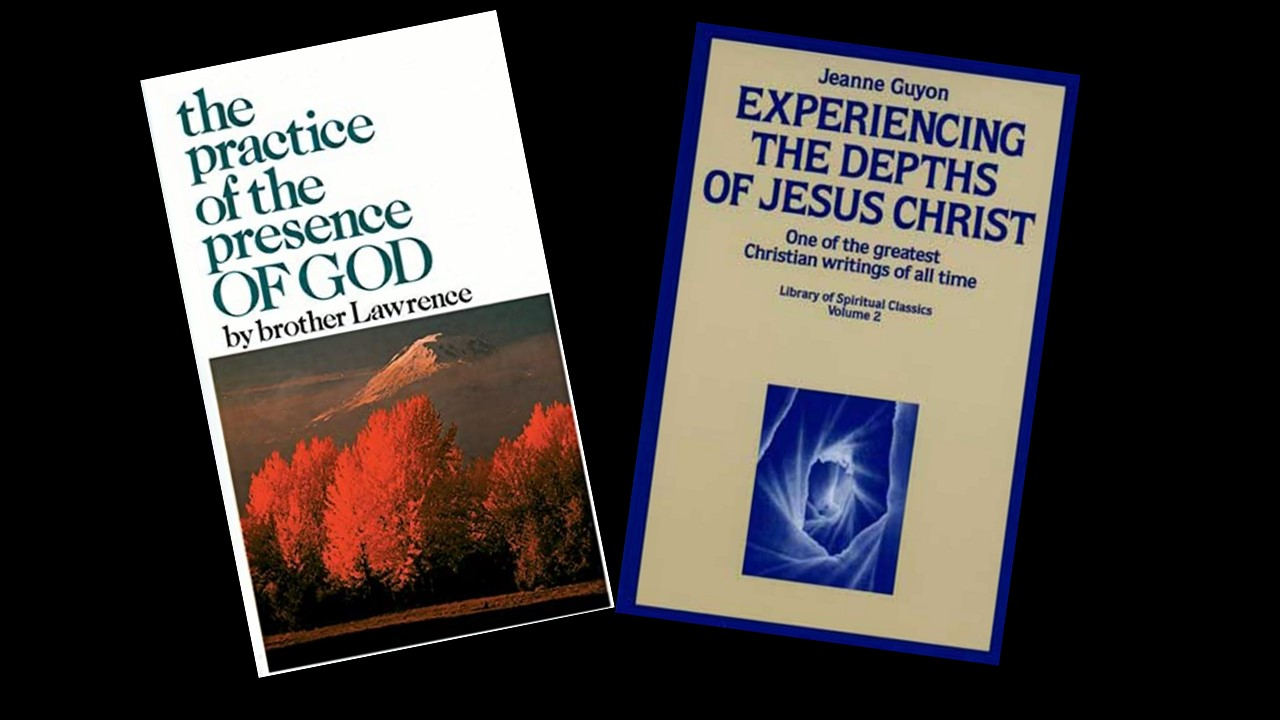 the
practice
of the
presence
OF GOD
by brother Lawrence
Jeanne Guyon
EXPERIENCING
THE DEPTHS
OF JESUS CHRIST
One of the greatest
Christian writings of all time
Library of Spiritual Classics
Volume 2